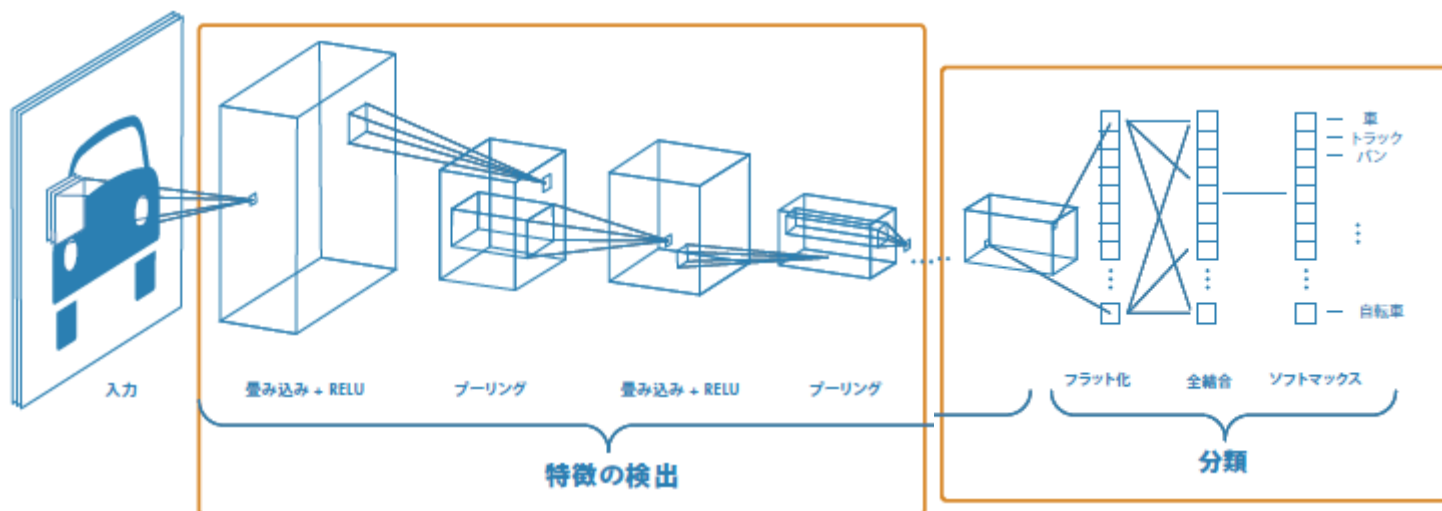 車
トラック
バン
自転車
入力
畳み込み + RELU
プーリング
畳み込み + RELU
プーリング
フラット化
全結合
ソフトマックス
特徴の検出
分類